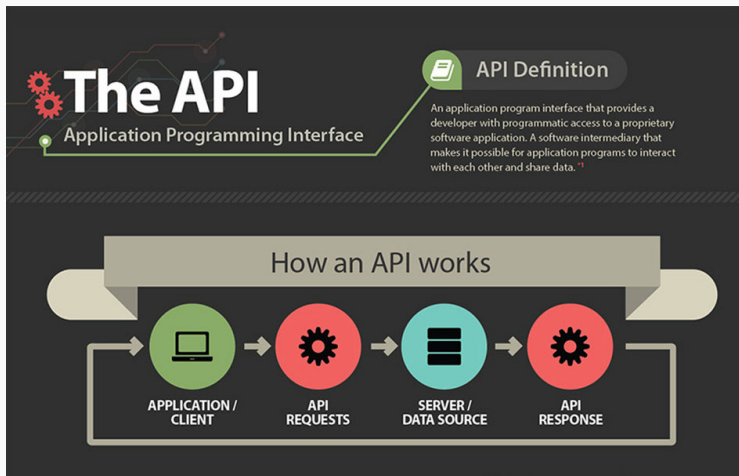 The API
Application Programming Interface
API Definition
An application program interface that provides a
developer with programmatic access to a proprietary
software application. A software intermediary that
makes it possible for application programs to interact
with each other and share data. *1
How an API works
APPLICATION /
CLIENT
API
REQUESTS
SERVER /
DATA SOURCE
API
RESPONSE